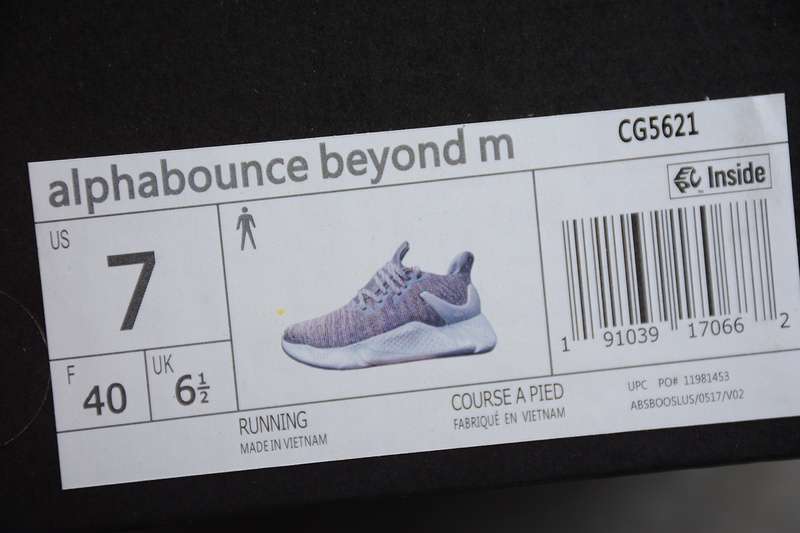 alphabounce beyond m
CG5621
Inside
US
7
F
40
UK
6½
1 91039 17066 2
RUNNING
MADE IN VIETNAM
COURSE A PIED
FABRIQUÉ EN VIETNAM
UPC PO# 11981453
ABSBOOSLUS/0517/V02